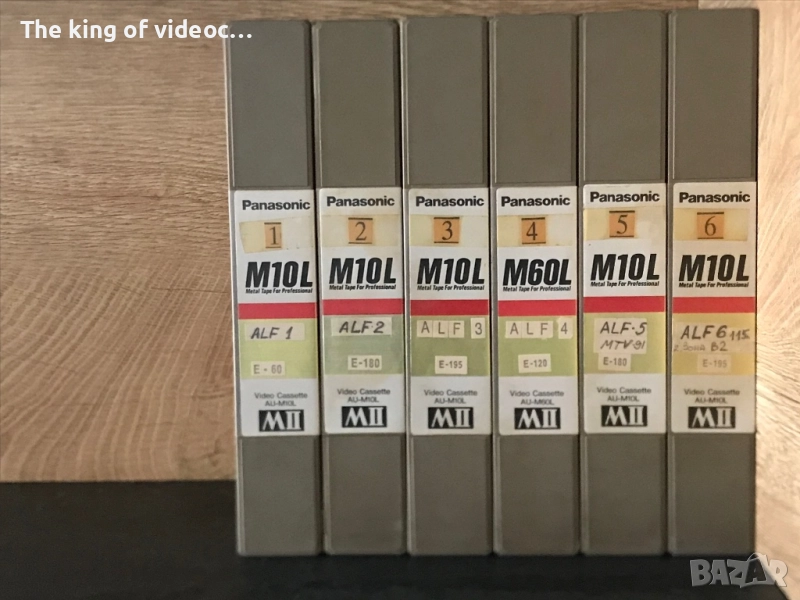 The king of videoc...
Panasonic
1
M10L
Metal Tape For Professional
ALF 1
E-60
Video Cassette
AU-M10L
MII
Panasonic
2
M10L
Metal Tape For Professional
ALF-2
E-180
Video Cassette
AU-M10L
MII
Panasonic
3
M10L
Metal Tape For Professional
ALF 3
E-195
Video Cassette
AU-M10L
MII
Panasonic
4
M60L
Metal Tape For Professional
ALF 4
E-120
Video Cassette
AU-M60L
MII
Panasonic
5
M10L
Metal Tape For Professional
ALF-5
MTV-91
E-180
Video Cassette
AU-M10L
MII
Panasonic
6
M10L
Metal Tape For Professional
ALF 6 115
B2
E-195
Video Cassette
AU-M10L
MII
BAZAR